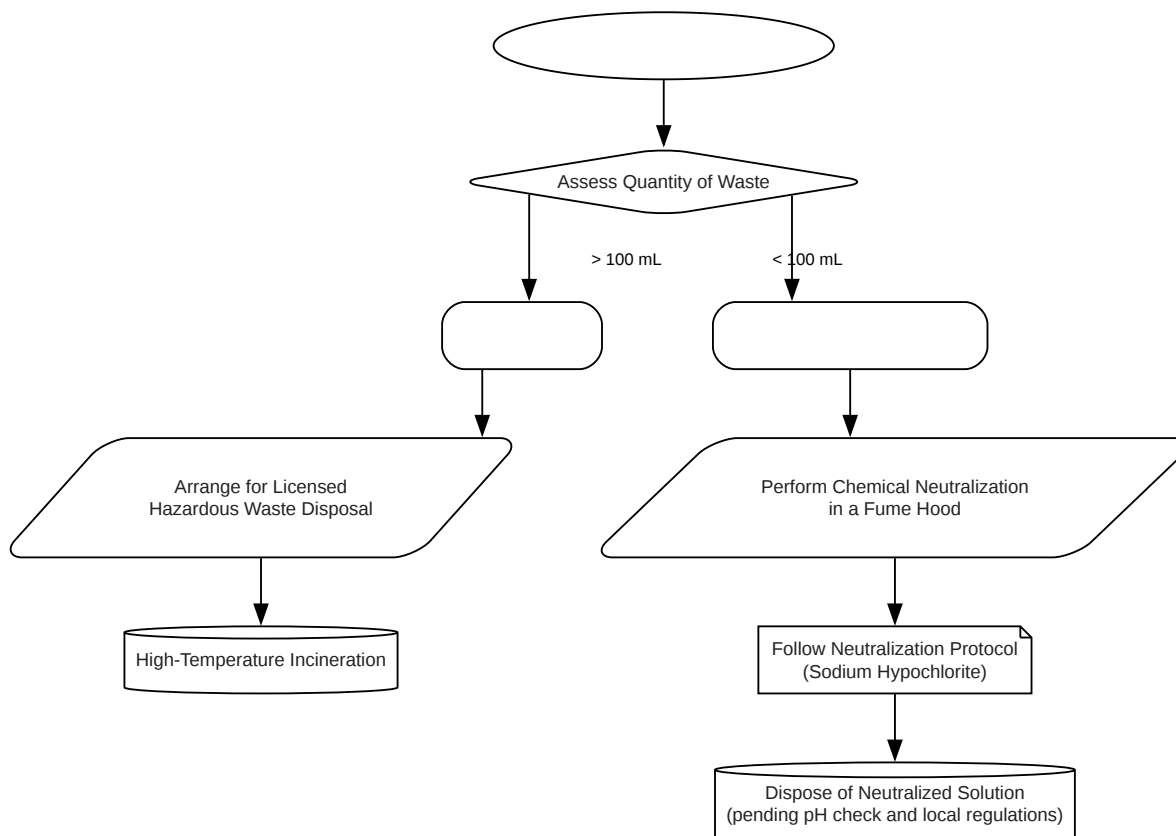 Assess Quantity of Waste
> 100 mL
< 100 mL
Arrange for Licensed
Hazardous Waste Disposal
Perform Chemical Neutralization
in a Fume Hood
High-Temperature Incineration
Follow Neutralization Protocol
(Sodium Hypochlorite)
Dispose of Neutralized Solution
(pending pH check and local regulations)